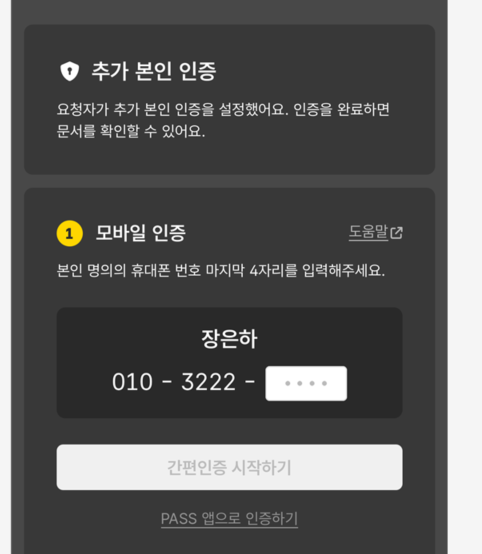 추가 본인 인증
요청자가 추가 본인 인증을 설정했어요. 인증을 완료하면
문서를 확인할 수 있어요.
1 모바일 인증 도움말
본인 명의의 휴대폰 번호 마지막 4자리를 입력해주세요.
장은하
010 - 3222 - ••••
간편인증 시작하기
PASS 앱으로 인증하기